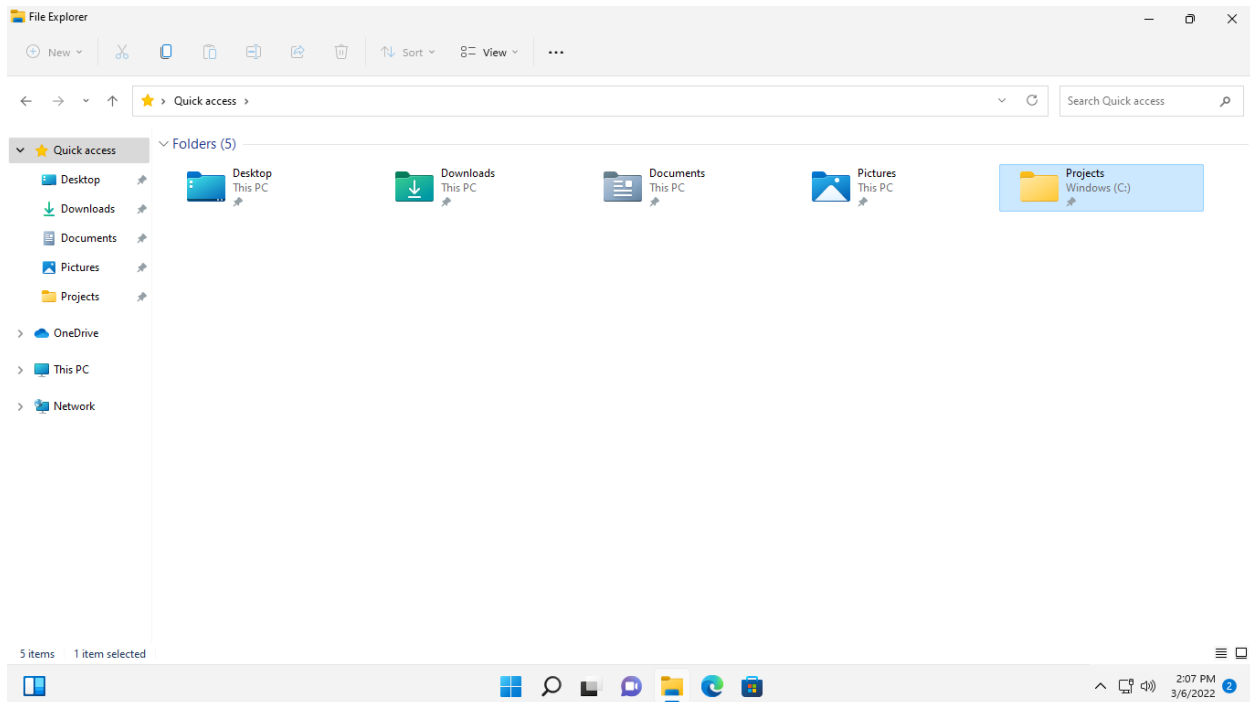 File Explorer
New
Sort
View
Quick access
Search Quick access
Quick access
Desktop
Downloads
Documents
Pictures
Projects
OneDrive
This PC
Network
Folders (5)
Desktop
This PC
Downloads
This PC
Documents
This PC
Pictures
This PC
Projects
Windows (C:)
5 items
1 item selected
2:07 PM
3/6/2022
2